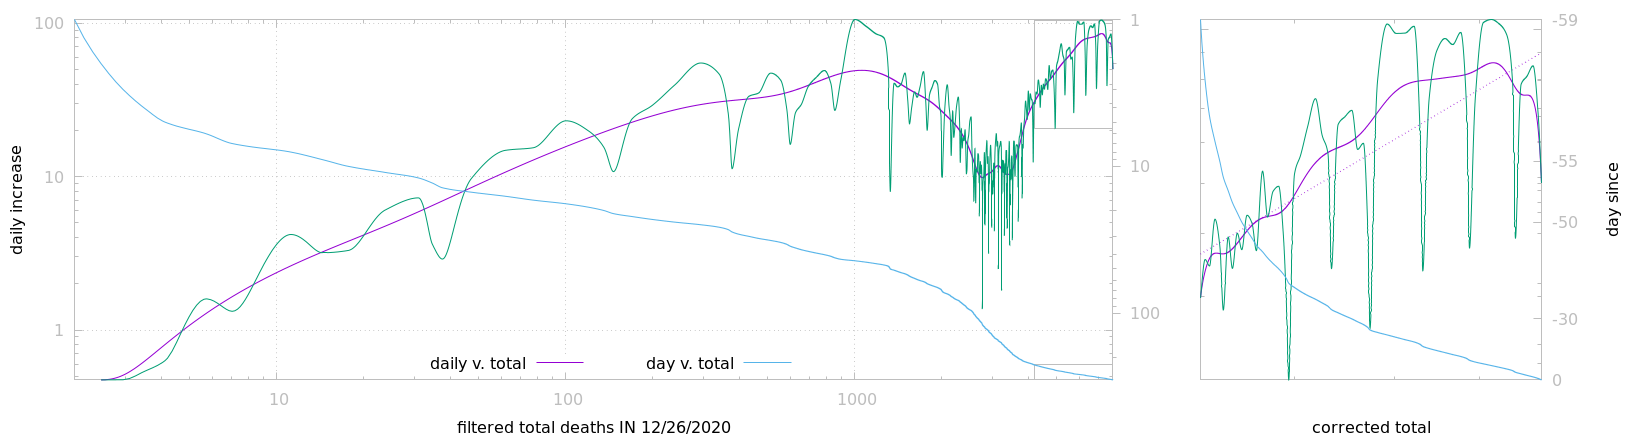 100
10
1
daily increase
10
100
1000
filtered total deaths IN 12/26/2020
daily v. total
day v. total
1
10
100
-59
-55
-50
-30
0
day since
corrected total